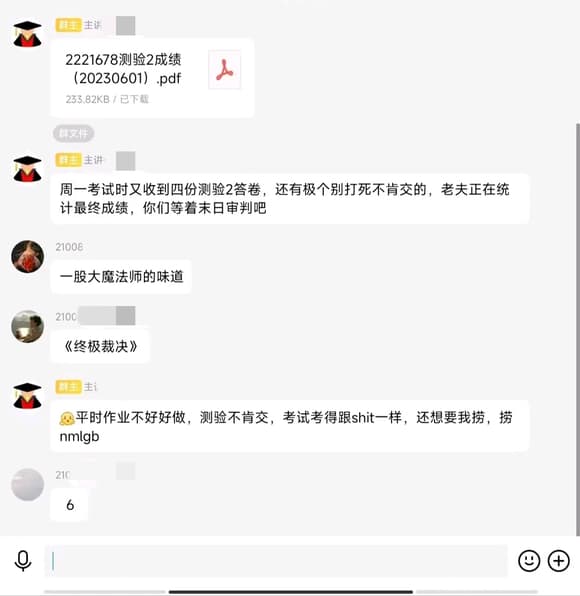 群主 主讲
2221678测验2成绩
（20230601）.pdf
233.82KB / 已下载
群文件
群主 主讲
周一考试时又收到四份测验2答卷，还有极个别打死不肯交的，老夫正在统
计最终成绩，你们等着末日审判吧
21006
一股大魔法师的味道
2100
《终极裁决》
群主 主
平时作业不好好做，测验不肯交，考试考得跟shit一样，还想要我捞，捞
nmlgb
210
6